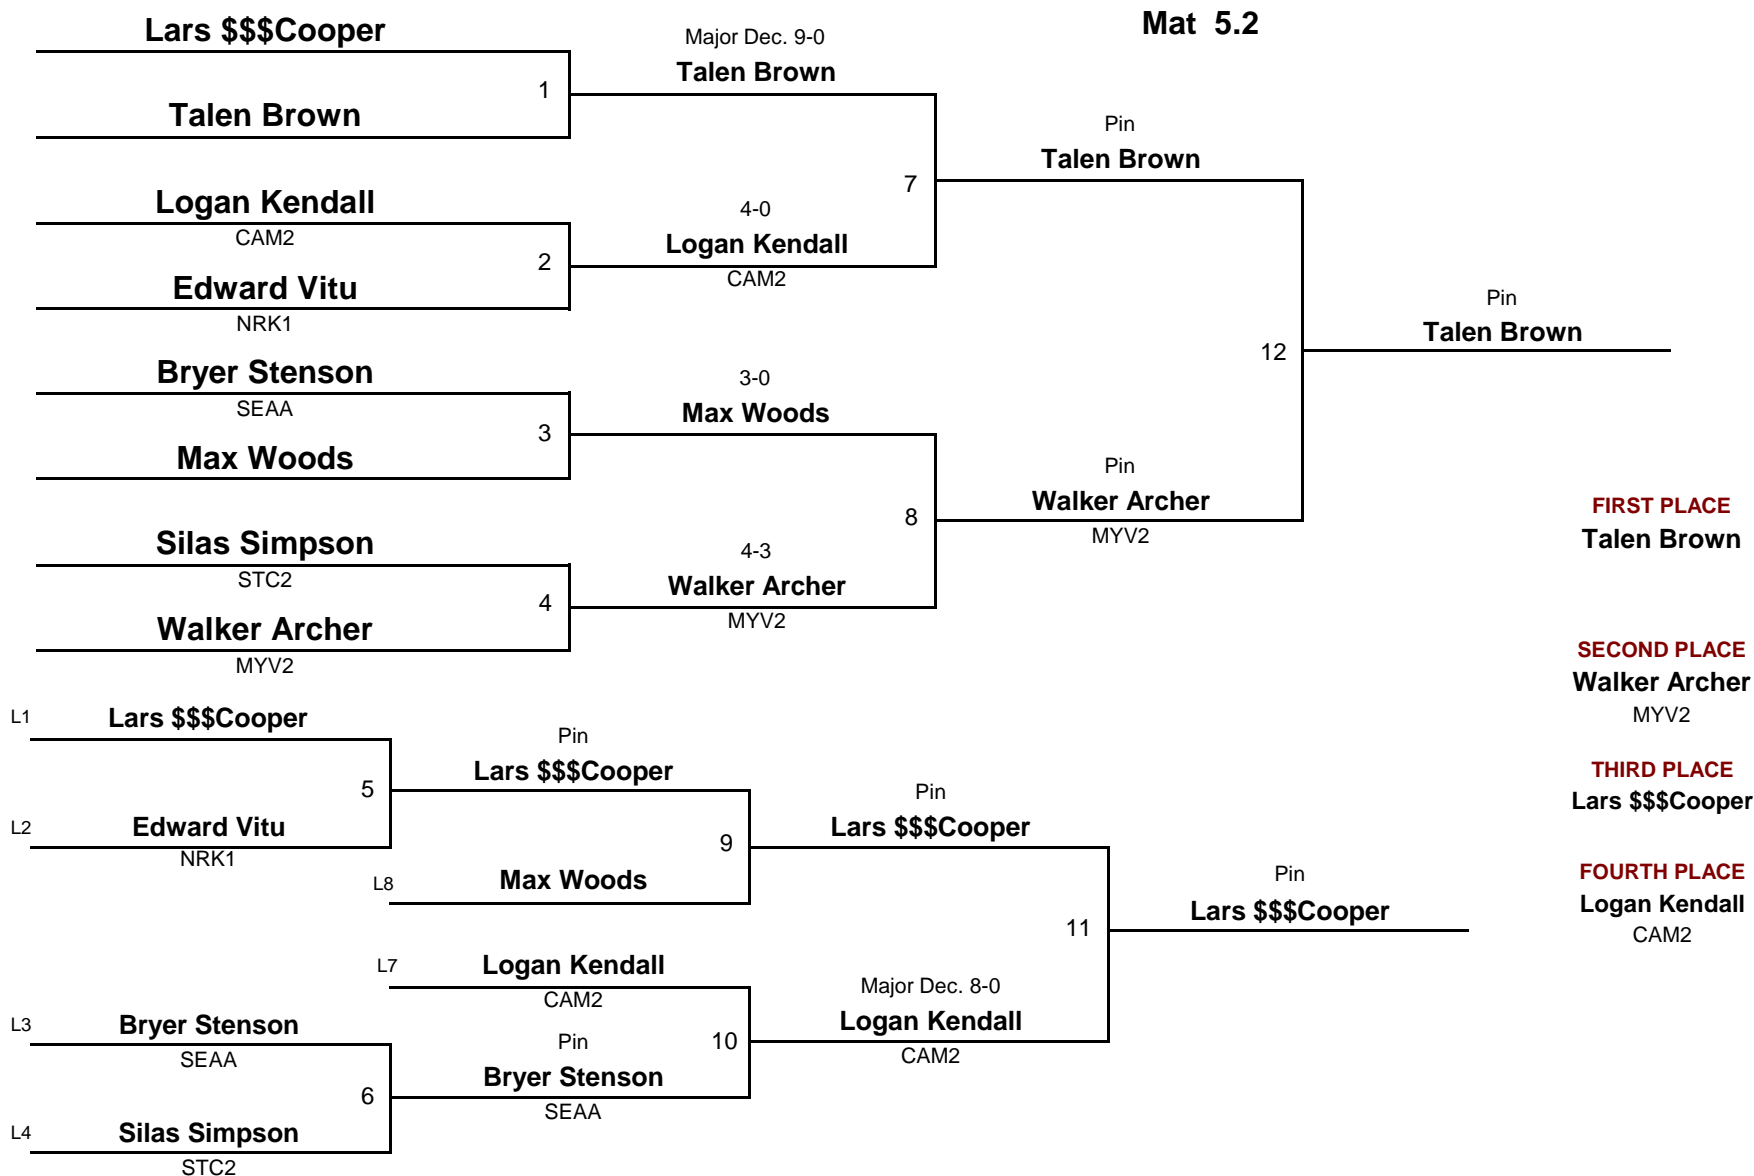 Mat 5.2
Lars $$$Cooper
1
Talen Brown
Major Dec. 9-0
Talen Brown
Logan Kendall
CAM2
2
Edward Vitu
NRK1
4-0
Logan Kendall
CAM2
7
Pin
Talen Brown
Bryer Stenson
SEAA
3
Max Woods
3-0
Max Woods
Silas Simpson
STC2
4
Walker Archer
MYV2
4-3
Walker Archer
MYV2
8
Pin
Walker Archer
MYV2
12
Pin
Talen Brown
FIRST PLACE
Talen Brown
SECOND PLACE
Walker Archer
MYV2
THIRD PLACE
Lars $$$Cooper
FOURTH PLACE
Logan Kendall
CAM2
L1
Lars $$$Cooper
5
L2
Edward Vitu
NRK1
Pin
Lars $$$Cooper
9
L8
Max Woods
Pin
Lars $$$Cooper
L7
Logan Kendall
CAM2
L3
Bryer Stenson
SEAA
6
L4
Silas Simpson
STC2
Pin
Bryer Stenson
SEAA
10
Major Dec. 8-0
Logan Kendall
CAM2
11
Pin
Lars $$$Cooper